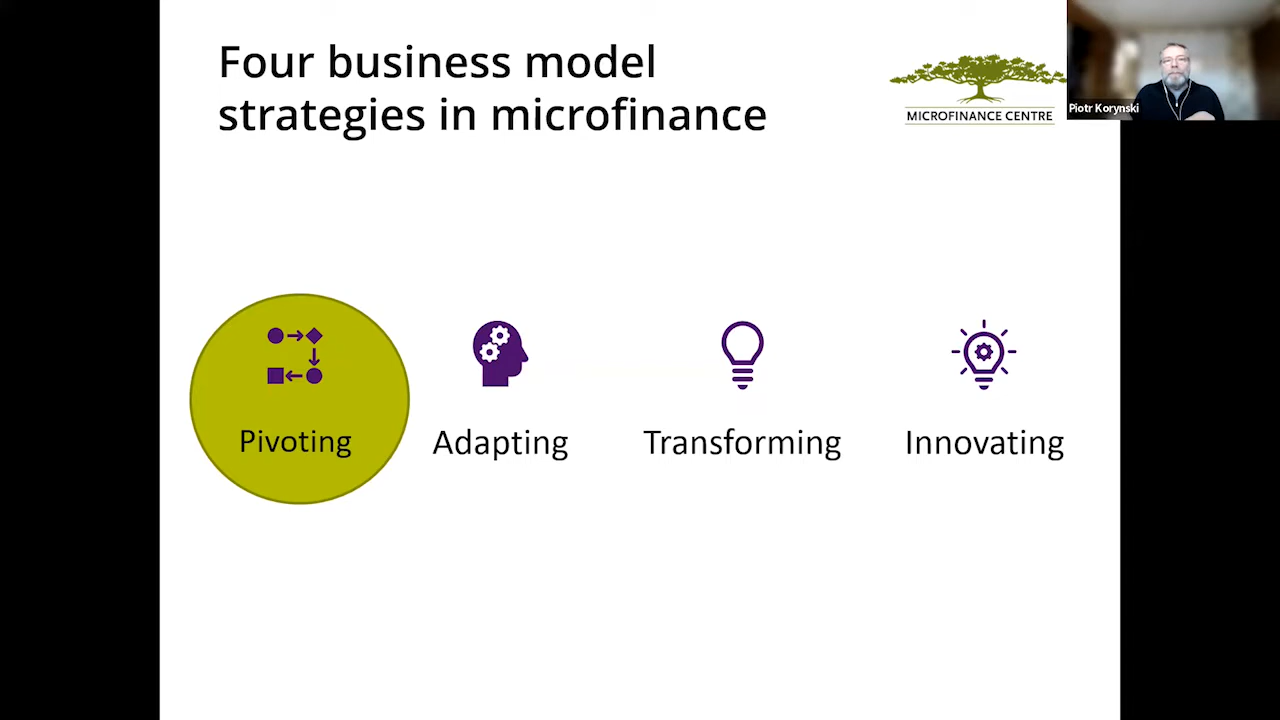 Four business model
strategies in microfinance
MICROFINANCE CENTRE
Piotr Korynski
Pivoting
Adapting
Transforming
Innovating